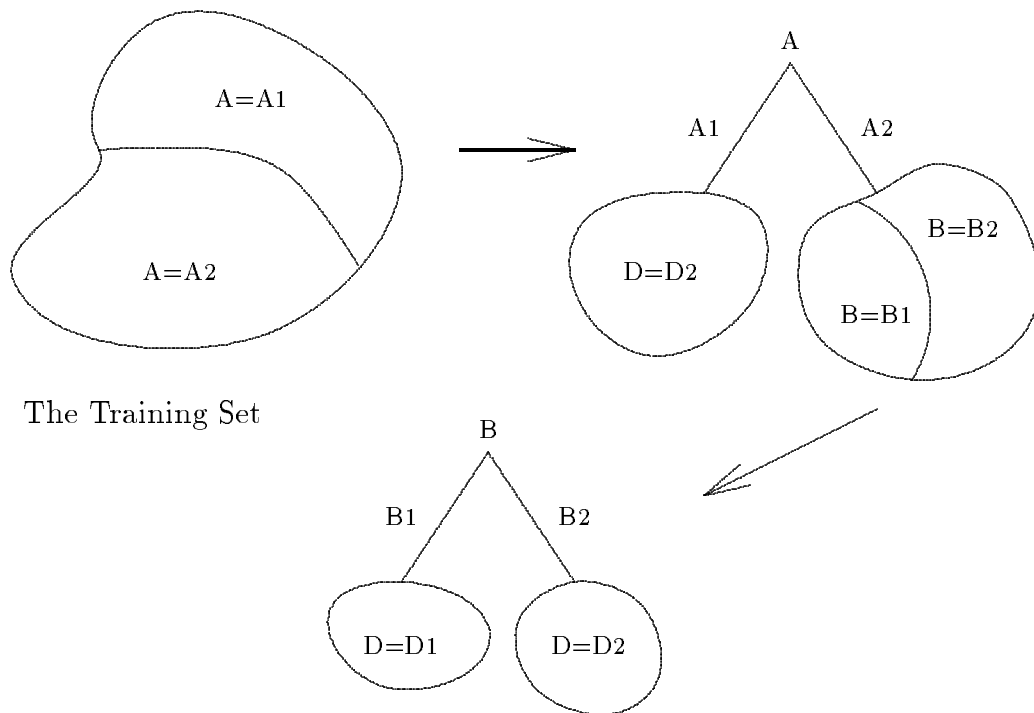 A
A=A1
A1
A2
B=B2
A=A2
D=D2
B=B1
The Training Set
B
B1
B2
D=D1
D=D2